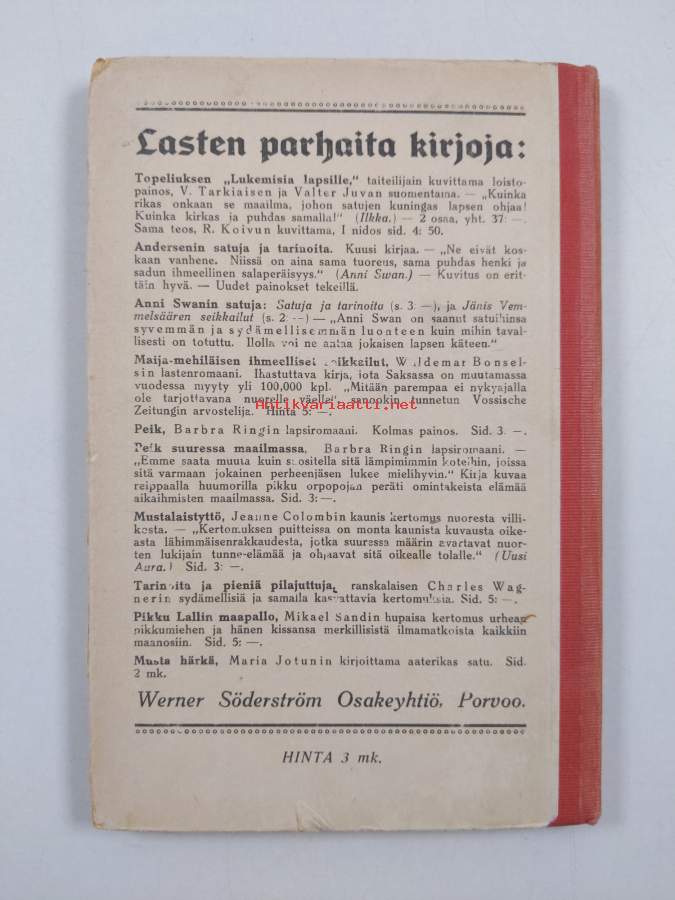 Lasten parhaita kirjoja:
Topeliuksen „Lukemisia lapsille,“ taiteilijain kuvittama loisto-
painos, V. Tarkiaisen ja Valter Juvan suomentama. — „Kuinka
rikas onkaan se maailma, johon satujen kuningas lapsen ohjaa!
Kuinka kirkas ja puhdas samalla!“ (Ilkka.) — 2 osaa, yht. 37: —.
Sama teos, R. Koivun kuvittama, I nidos sid. 4: 50.
Andersenin satuja ja tarinoita. Kuusi kirjaa. — „Ne eivät kos-
kaan vanhene. Niissä on aina sama tuoreus, sama puhdas henki ja
sadun ihmeellinen salaperäisyys.“ (Anni Swan.) — Kuvitus on erit-
täin hyvä. — Uudet painokset tekeillä.
Anni Swanin satuja: Satuja ja tarinoita (s. 3: —), ja Jänis Vem-
melsäären seikkailut (s. 2: —) — „Anni Swan on saanut satuihinsa
syvemmän ja sydämellisemmän luonteen kuin mihin taval-
lisesti on totuttu. Ilolla voi ne antaa jokaisen lapsen käteen.“
Maija-mehiläisen ihmeelliset seikkailut, Waldemar Bonsel-
sin lastenromaani. Ihastuttava kirja, jota Saksassa on muutamassa
vuodessa myyty yli 100,000 kpl. „Mitään parempaa ei nykyajalla
ole tarjottavana nuorelle väelle“ sanookin tunnetun Vossische
Zeitungin arvostelija. Hinta 5: —.
Antikvariaatti.net
Peik, Barbra Ringin lapsiromaani. Kolmas painos. Sid. 3. —.
Peik suuressa maailmassa, Barbra Ringin lapsiromaani. —
„Emme saata muuta kuin suositella sitä lämpimimmin koteihin, joissa
sitä varmaan jokainen perheenjäsen lukee mielihyvin.“ Kirja kuvaa
reippaalla huumorilla pikku orpopojan peräti omintakeista elämää
aikaihmisten maailmassa. Sid. 3: —.
Mustalaistyttö, Jeanne Colombin kaunis kertomus nuoresta villi-
kosta. — „Kertomuksen puitteissa on monta kaunista kuvausta oike-
asta lähimmäisenrakkaudesta, jotka suuressa määrin avartavat nuor-
ten lukijain tunne-elämää ja ohjaavat sitä oikealle tolalle.“ (Uusi
Aura.) Sid. 3: —.
Tarinoita ja pieniä pilajuttuja, ranskalaisen Charles Wag-
nerin sydämellisiä ja samalla kasvattavia kertomuksia. Sid. 5: —.
Pikku Lallin maapallo, Mikael Sandin hupaisa kertomus urhean
pikkumiehen ja hänen kissansa merkillisistä ilmamatkoista kaikkiin
maanosiin. Sid. 5: —.
Musta härkä, Maria Jotunin kirjoittama aaterikas satu. Sid.
2 mk.
Werner Söderström Osakeyhtiö, Porvoo.
HINTA 3 mk.